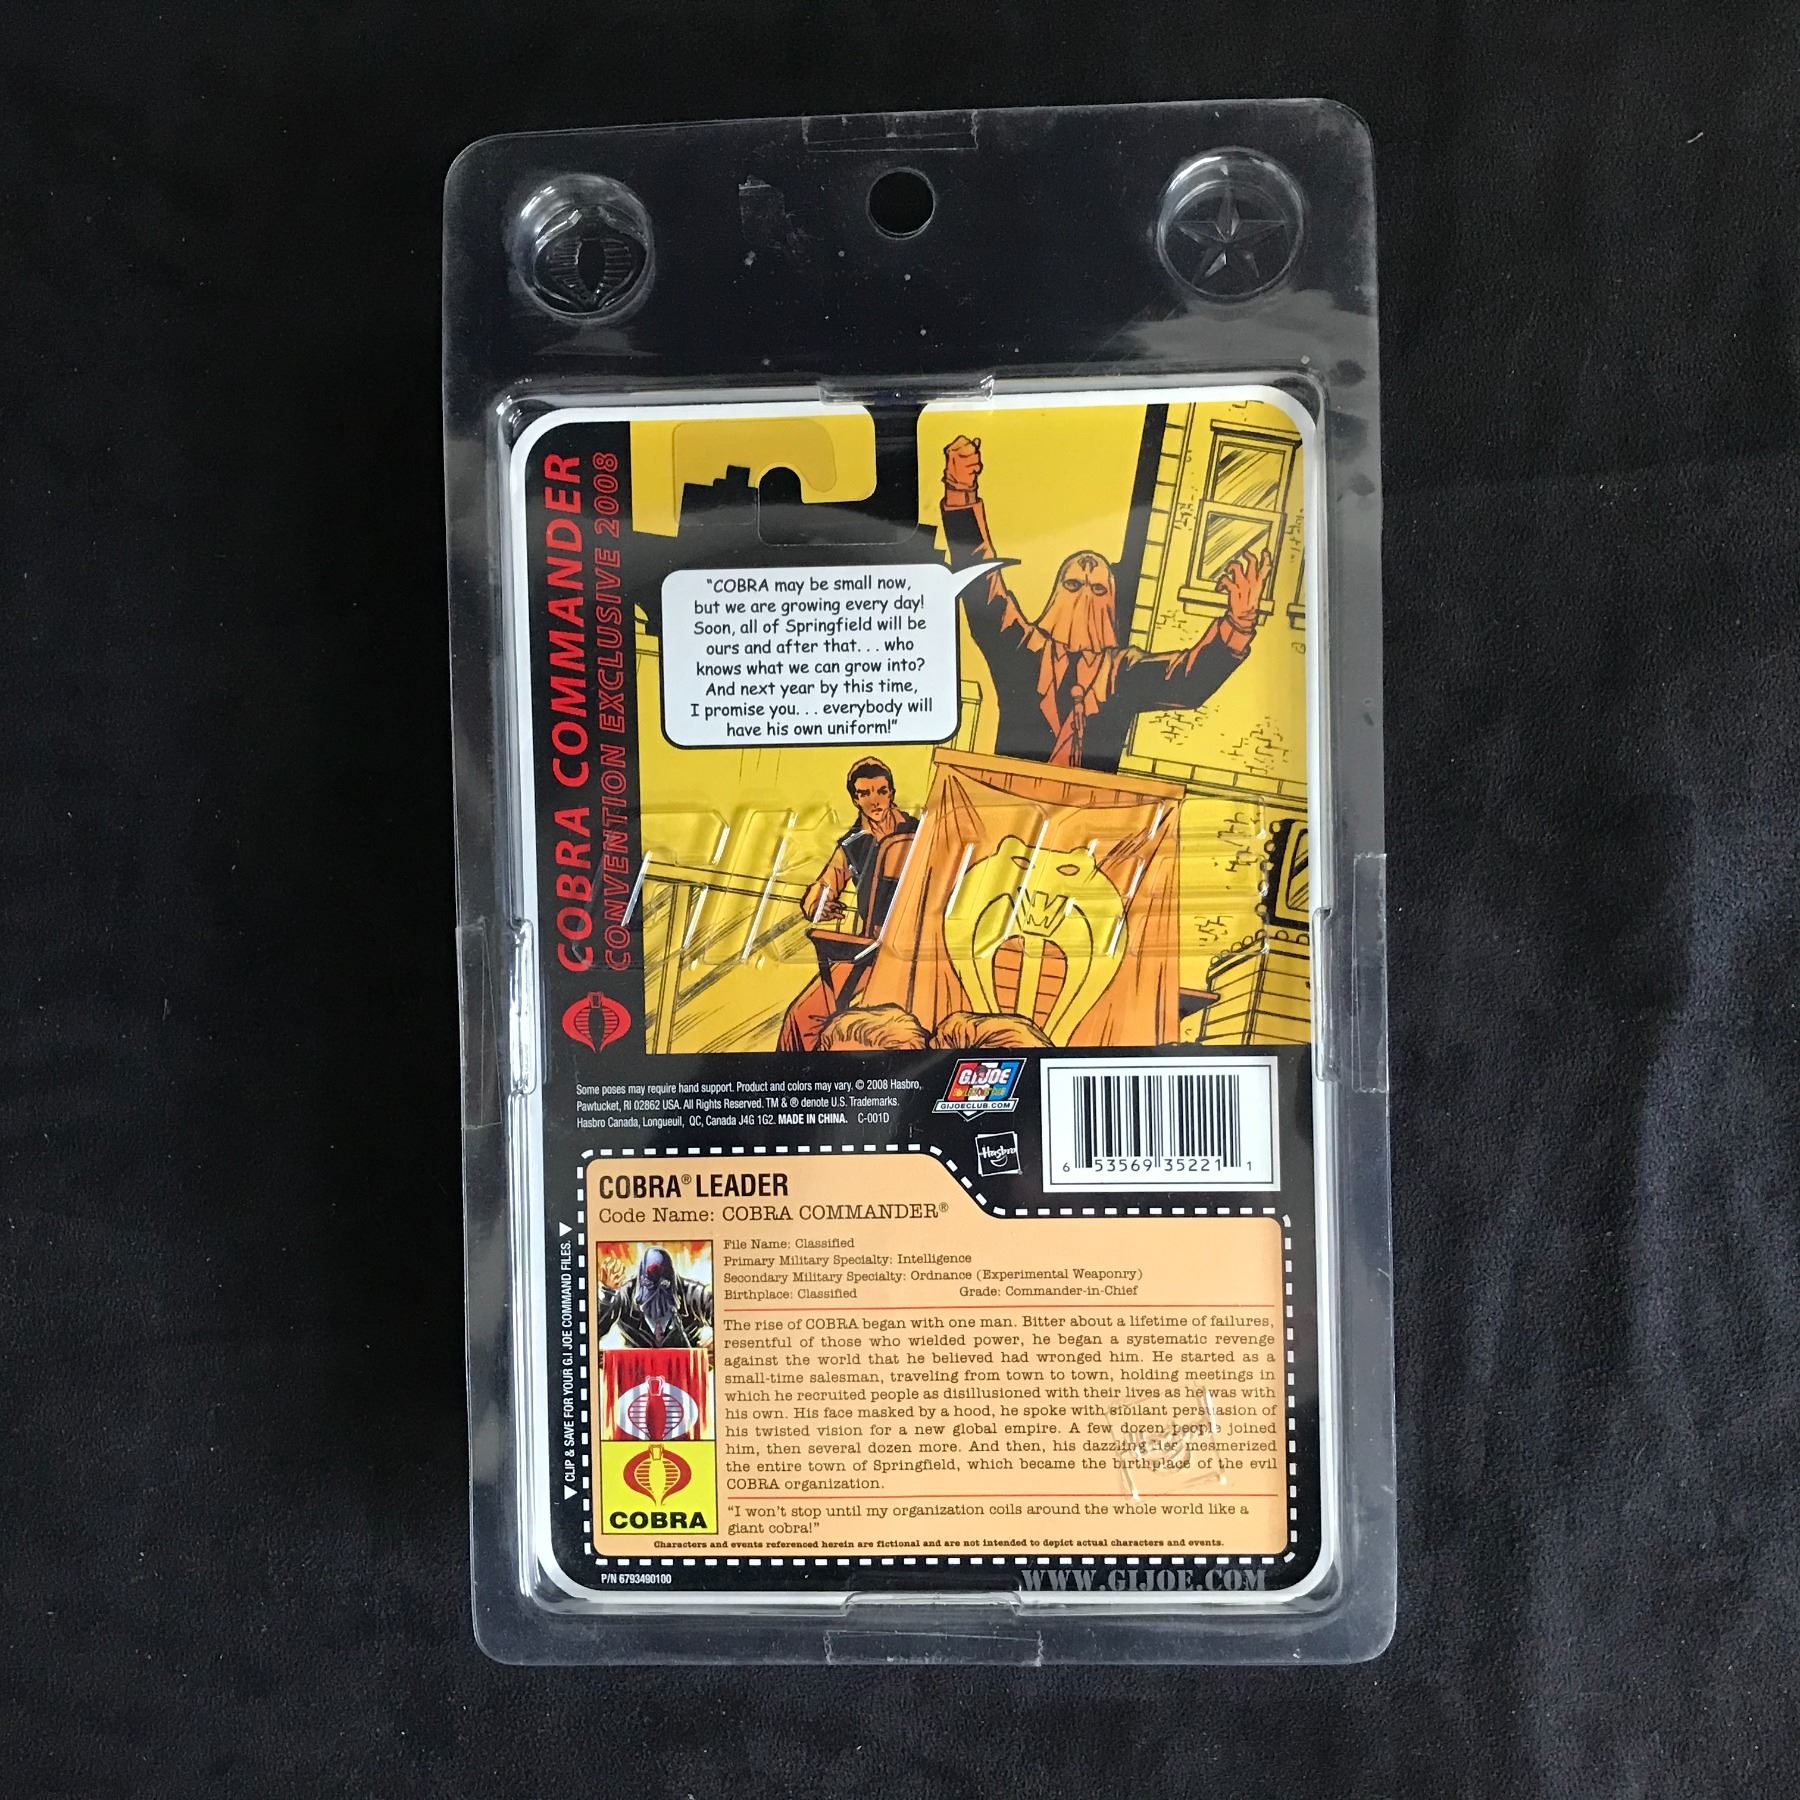 COBRA COMMANDER
CONVENTION EXCLUSIVE 2008
"COBRA may be small now,
but we are growing every day!
Soon, all of Springfield will be
ours and after that. . . who
knows what we can grow into?
And next year by this time,
I promise you. . . everybody will
have his own uniform!"
Some poses may require hand support. Product and colors may vary. © 2008 Hasbro,
Pawtucket, RI 02862 USA. All Rights Reserved. TM & ® denote U.S. Trademarks.
Hasbro Canada, Longueuil, QC, Canada J4G 1G2. MADE IN CHINA. C-001D
G.I.JOE
GIJOECLUB.COM
Hasbro
6 53569 35221 1
COBRA® LEADER
Code Name: COBRA COMMANDER®
File Name: Classified
Primary Military Specialty: Intelligence
Secondary Military Specialty: Ordnance (Experimental Weaponry)
Birthplace: Classified Grade: Commander-in-Chief
The rise of COBRA began with one man. Bitter about a lifetime of failures,
resentful of those who wielded power, he began a systematic revenge
against the world that he believed had wronged him. He started as a
small-time salesman, traveling from town to town, holding meetings in
which he recruited people as disillusioned with their lives as he was with
his own. His face masked by a hood, he spoke with sibilant persuasion of
his twisted vision for a new global empire. A few dozen people joined
him, then several dozen more. And then, his dazzling lies mesmerized
the entire town of Springfield, which became the birthplace of the evil
COBRA organization.
"I won't stop until my organization coils around the whole world like a
giant cobra!"
Characters and events referenced herein are fictional and are not intended to depict actual characters and events.
COBRA
▼ CLIP & SAVE FOR YOUR G.I JOE COMMAND FILES. ▼
P/N 6793490100
WWW.GIJOE.COM